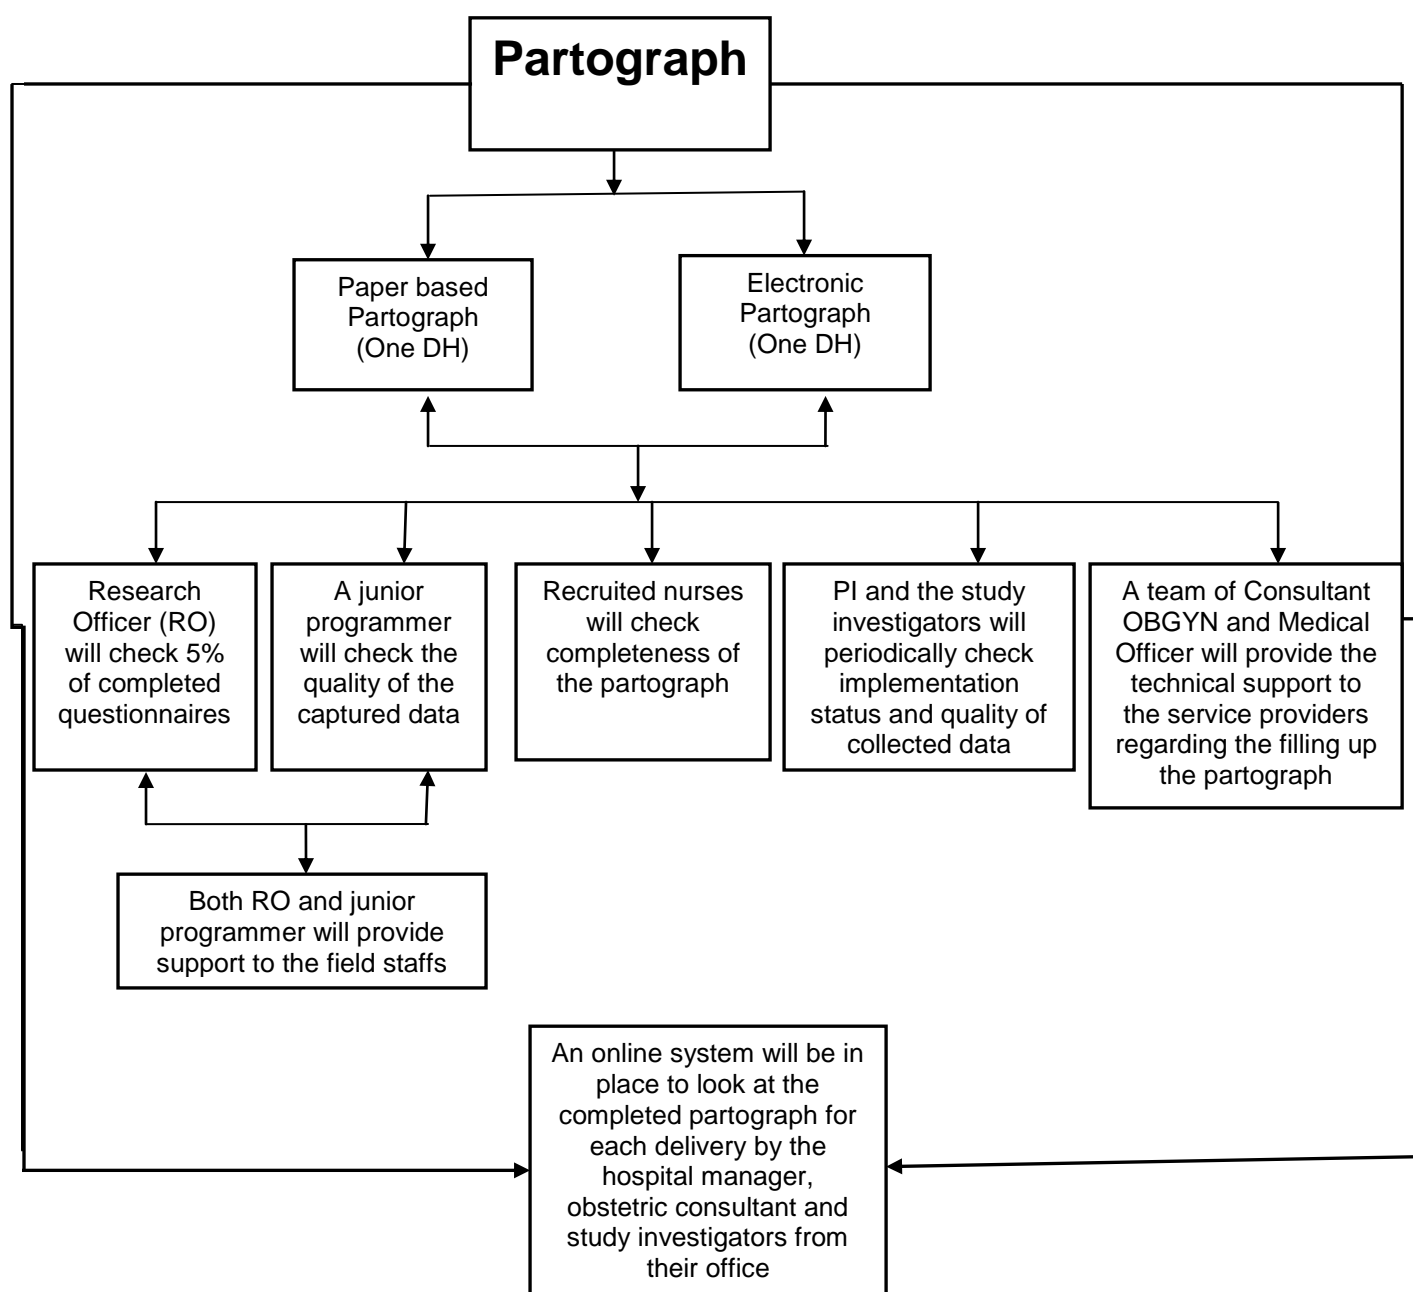 Partograph
Paper based
Partograph
(One DH)
Electronic
Partograph
(One DH)
Research
Officer (RO)
will check 5%
of completed
questionnaires
A junior
programmer
will check the
quality of the
captured data
Recruited nurses
will check
completeness of
the partograph
PI and the study
investigators will
periodically check
implementation
status and quality of
collected data
A team of Consultant
OBGYN and Medical
Officer will provide the
technical support to
the service providers
regarding the filling up
the partograph
Both RO and junior
programmer will provide
support to the field staffs
An online system will be in
place to look at the
completed partograph for
each delivery by the
hospital manager,
obstetric consultant and
study investigators from
their office